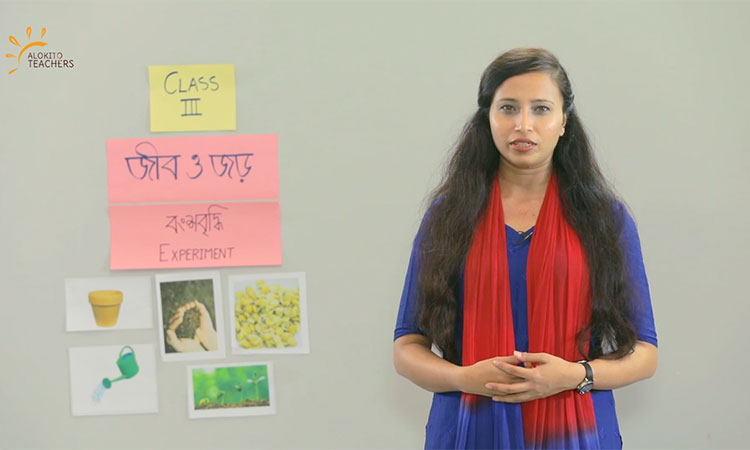 ALOKITO
TEACHERS
CLASS
III
জীব ও জড়
বংশবৃদ্ধি
EXPERIMENT